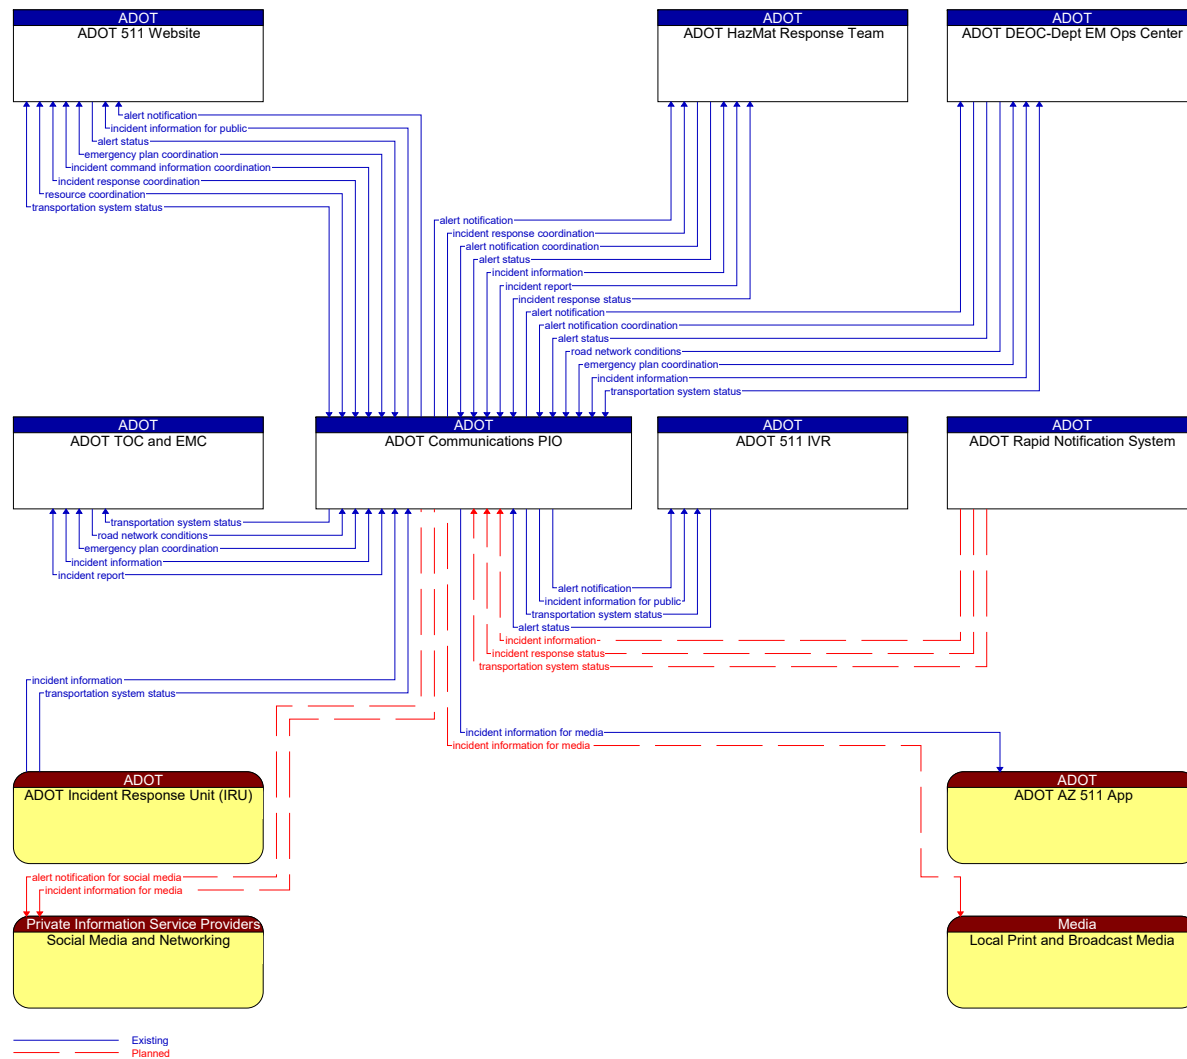 ADOT
ADOT 511 Website
ADOT
ADOT HazMat Response Team
ADOT
ADOT DEOC-Dept EM Ops Center
alert notification
incident information for public
alert status
emergency plan coordination
incident command information coordination
incident response coordination
resource coordination
transportation system status
alert notification
incident response coordination
alert notification coordination
alert status
incident information
incident report
incident response status
alert notification
alert notification coordination
alert status
road network conditions
emergency plan coordination
incident information
transportation system status
ADOT
ADOT TOC and EMC
ADOT
ADOT Communications PIO
ADOT
ADOT 511 IVR
ADOT
ADOT Rapid Notification System
transportation system status
road network conditions
emergency plan coordination
incident information
incident report
alert notification
incident information for public
transportation system status
alert status
incident information
incident response status
transportation system status
incident information
transportation system status
incident information for media
incident information for media
ADOT
ADOT Incident Response Unit (IRU)
ADOT
ADOT AZ 511 App
alert notification for social media
incident information for media
Private Information Service Providers
Social Media and Networking
Media
Local Print and Broadcast Media
Existing
Planned